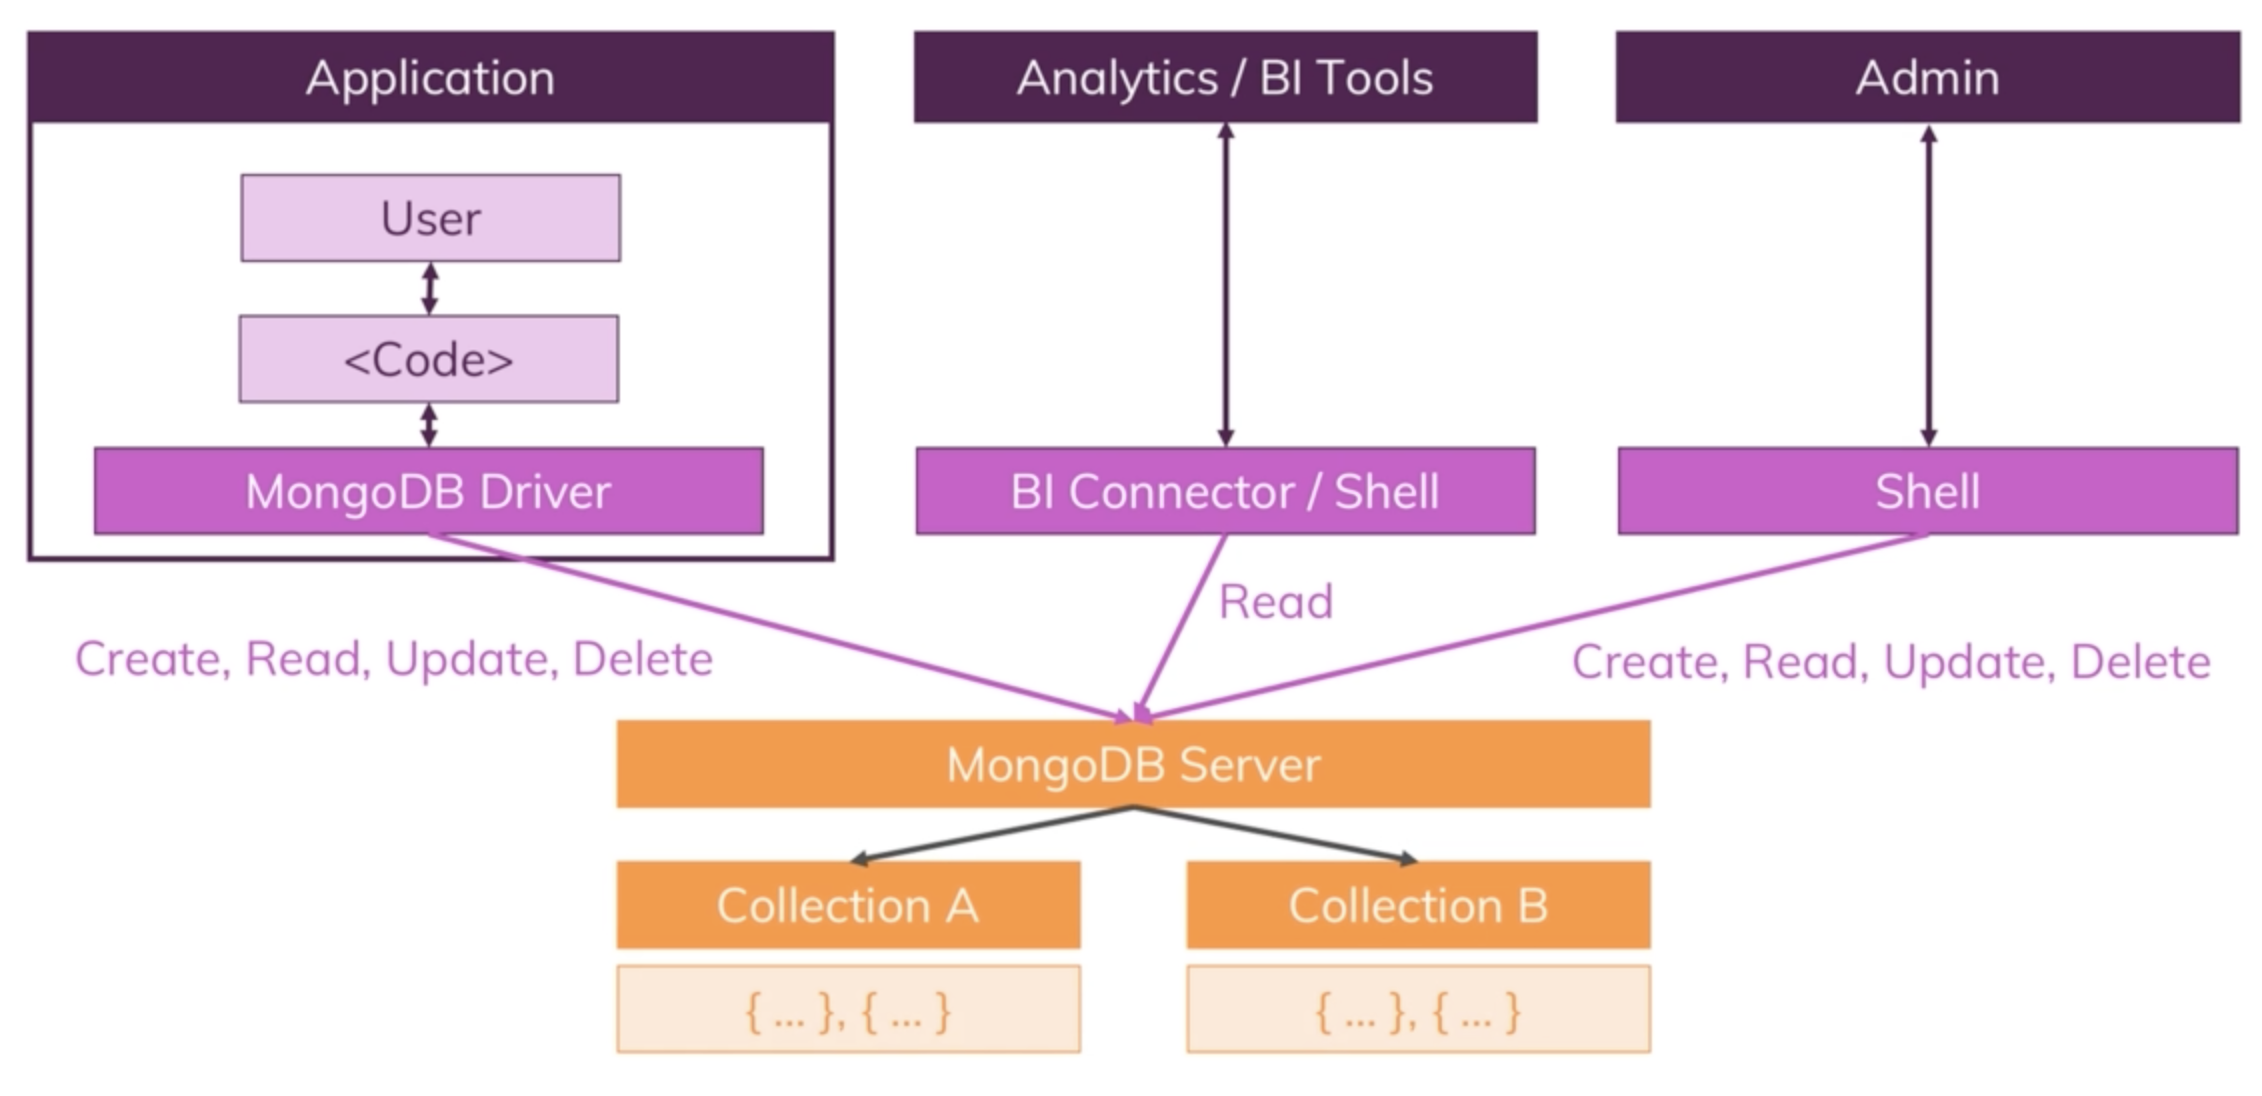 Application
Analytics / BI Tools
Admin
User
<Code>
MongoDB Driver
BI Connector / Shell
Shell
Read
Create, Read, Update, Delete
Create, Read, Update, Delete
MongoDB Server
Collection A
Collection B
{ ... }, { ... }
{ ... }, { ... }